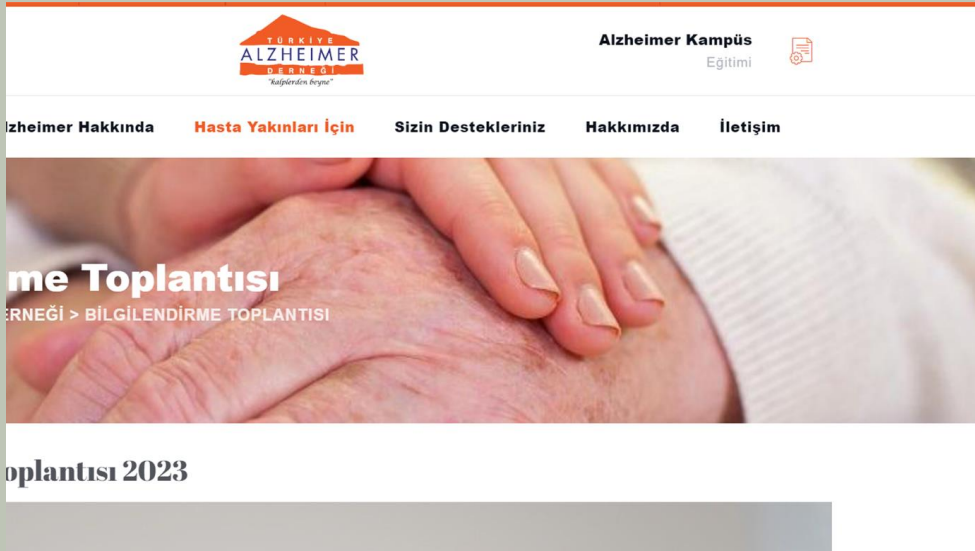 TÜRKİYE
ALZHEIMER
DERNEĞİ
"kalplerden beyne"
Alzheimer Kampüs
Eğitimi
lzheimer Hakkında Hasta Yakınları İçin Sizin Destekleriniz Hakkımızda İletişim
me Toplantısı
ERNEĞİ > BİLGİLENDİRME TOPLANTISI
oplantısı 2023